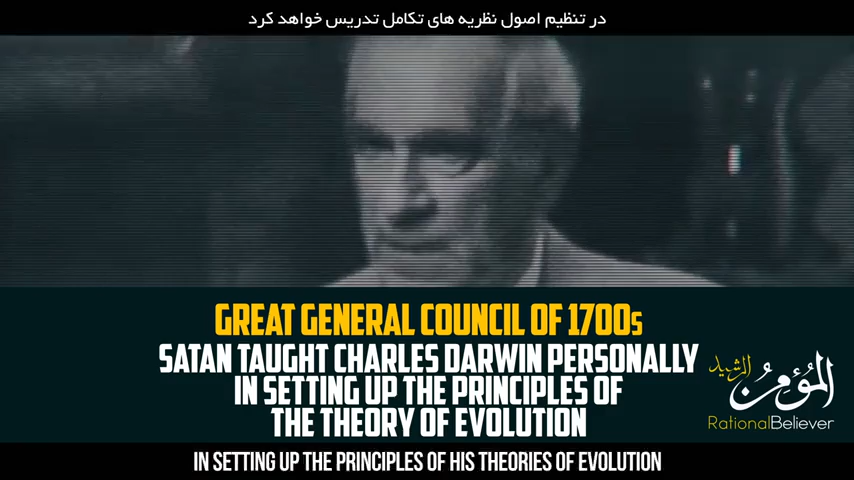 در تنظیم اصول نظریه های تکامل تدریس خواهد کرد
GREAT GENERAL COUNCIL OF 1700s
SATAN TAUGHT CHARLES DARWIN PERSONALLY
IN SETTING UP THE PRINCIPLES OF
THE THEORY OF EVOLUTION
المؤمن الرشيد
RationalBeliever
IN SETTING UP THE PRINCIPLES OF HIS THEORIES OF EVOLUTION